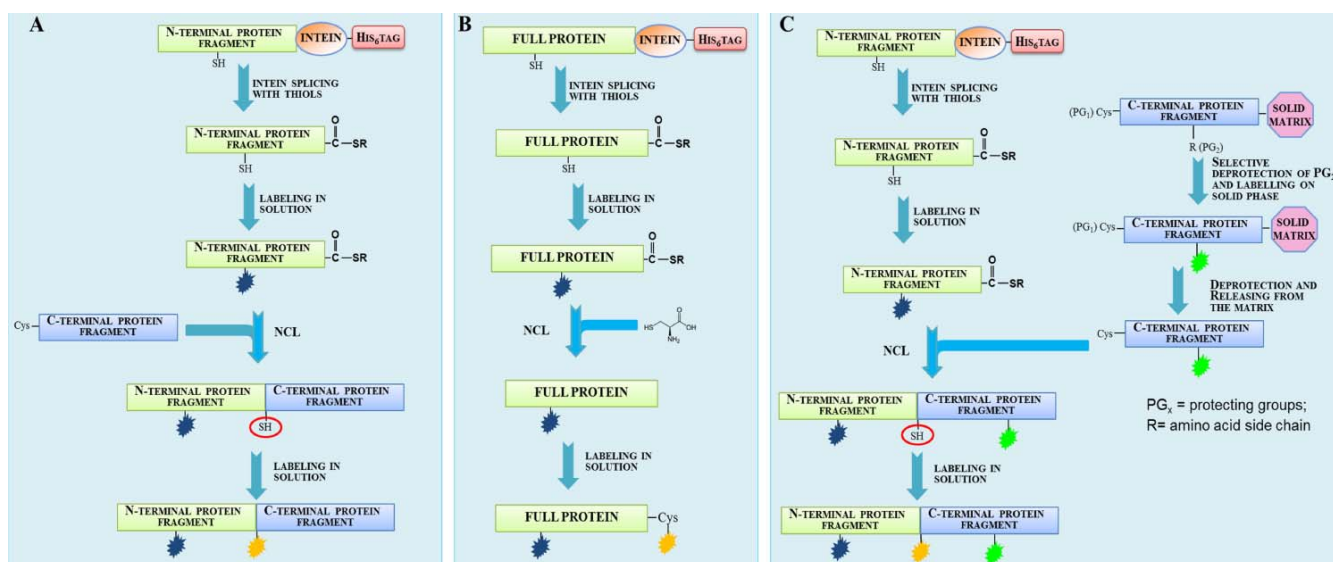 A
N-TERMINAL PROTEIN
FRAGMENT
INTEIN
HIS₆TAG
SH
INTEIN SPLICING
WITH THIOLS
N-TERMINAL PROTEIN
FRAGMENT
O
C
SR
SH
LABELING IN
SOLUTION
N-TERMINAL PROTEIN
FRAGMENT
O
C
SR
Cys
C-TERMINAL PROTEIN
FRAGMENT
NCL
N-TERMINAL PROTEIN
FRAGMENT
C-TERMINAL PROTEIN
FRAGMENT
SH
LABELING IN
SOLUTION
N-TERMINAL PROTEIN
FRAGMENT
C-TERMINAL PROTEIN
FRAGMENT
B
FULL PROTEIN
INTEIN
HIS₆TAG
SH
INTEIN SPLICING
WITH THIOLS
FULL PROTEIN
O
C
SR
SH
LABELING IN
SOLUTION
FULL PROTEIN
O
C
SR
NCL
HS
O
OH
NH₂
FULL PROTEIN
LABELING IN
SOLUTION
FULL PROTEIN
Cys
C
N-TERMINAL PROTEIN
FRAGMENT
INTEIN
HIS₆TAG
SH
INTEIN SPLICING
WITH THIOLS
N-TERMINAL PROTEIN
FRAGMENT
O
C
SR
SH
LABELING IN
SOLUTION
N-TERMINAL PROTEIN
FRAGMENT
O
C
SR
(PG₁) Cys
C-TERMINAL PROTEIN
FRAGMENT
SOLID
MATRIX
R (PG₂)
SELECTIVE
DEPROTECTION OF PG₂
AND LABELLING ON
SOLID PHASE
(PG₁) Cys
C-TERMINAL PROTEIN
FRAGMENT
SOLID
MATRIX
DEPROTECTION AND
RELEASING FROM
THE MATRIX
Cys
C-TERMINAL PROTEIN
FRAGMENT
NCL
N-TERMINAL PROTEIN
FRAGMENT
C-TERMINAL PROTEIN
FRAGMENT
SH
PGₓ = protecting groups;
R= amino acid side chain
LABELING IN
SOLUTION
N-TERMINAL PROTEIN
FRAGMENT
C-TERMINAL PROTEIN
FRAGMENT